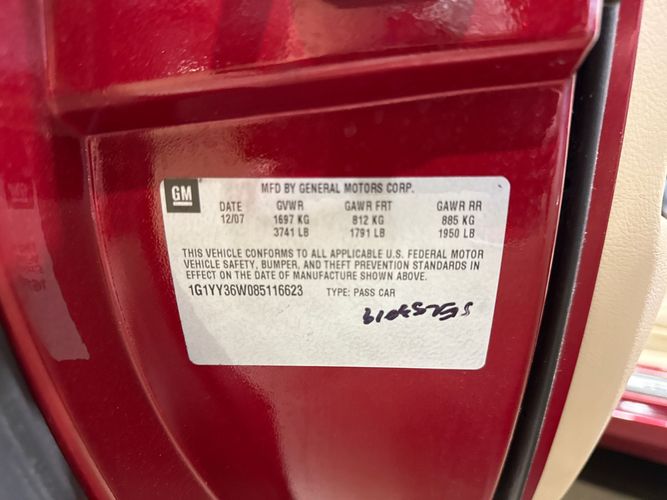 GM
MFD BY GENERAL MOTORS CORP.
DATE GVWR GAWR FRT GAWR RR
12/07 1697 KG 812 KG 885 KG
3741 LB 1791 LB 1950 LB
THIS VEHICLE CONFORMS TO ALL APPLICABLE U.S. FEDERAL MOTOR
VEHICLE SAFETY, BUMPER, AND THEFT PREVENTION STANDARDS IN
EFFECT ON THE DATE OF MANUFACTURE SHOWN ABOVE.
1G1YY36W085116623 TYPE: PASS CAR